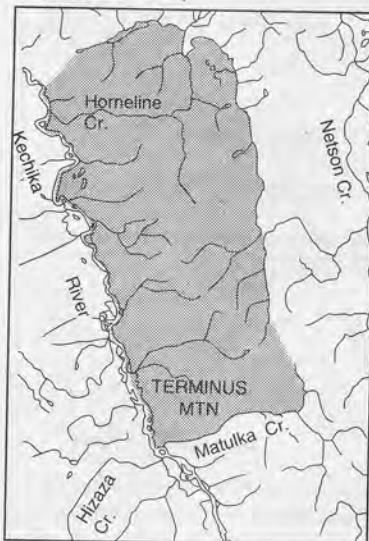 Horneline
Cr.
Kechika
River
Netson Cr.
TERMINUS
MTN
Matulka Cr.
Hizaza
Cr.